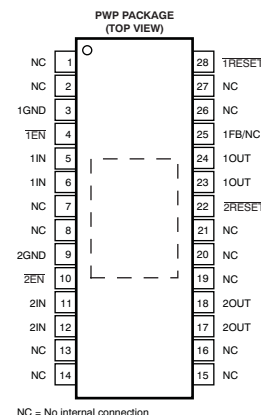 PWP PACKAGE
(TOP VIEW)
NC 1 28 1RESET
NC 2 27 NC
1GND 3 26 NC
1EN 4 25 1FB/NC
1IN 5 24 1OUT
1IN 6 23 1OUT
NC 7 22 2RESET
NC 8 21 NC
2GND 9 20 NC
2EN 10 19 NC
2IN 11 18 2OUT
2IN 12 17 2OUT
NC 13 16 NC
NC 14 15 NC
NC = No internal connection